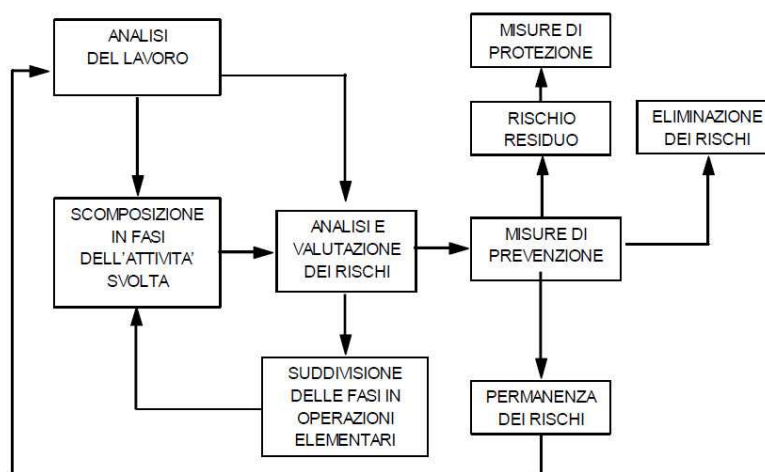 ANALISI
DEL LAVORO
MISURE DI
PROTEZIONE
RISCHIO
RESIDUO
ELIMINAZIONE
DEI RISCHI
SCOMPOSIZIONE
IN FASI
DELL'ATTIVITA'
SVOLTA
ANALISI E
VALUTAZIONE
DEI RISCHI
MISURE DI
PREVENZIONE
SUDDIVISIONE
DELLE FASI IN
OPERAZIONI
ELEMENTARI
PERMANENZA
DEI RISCHI